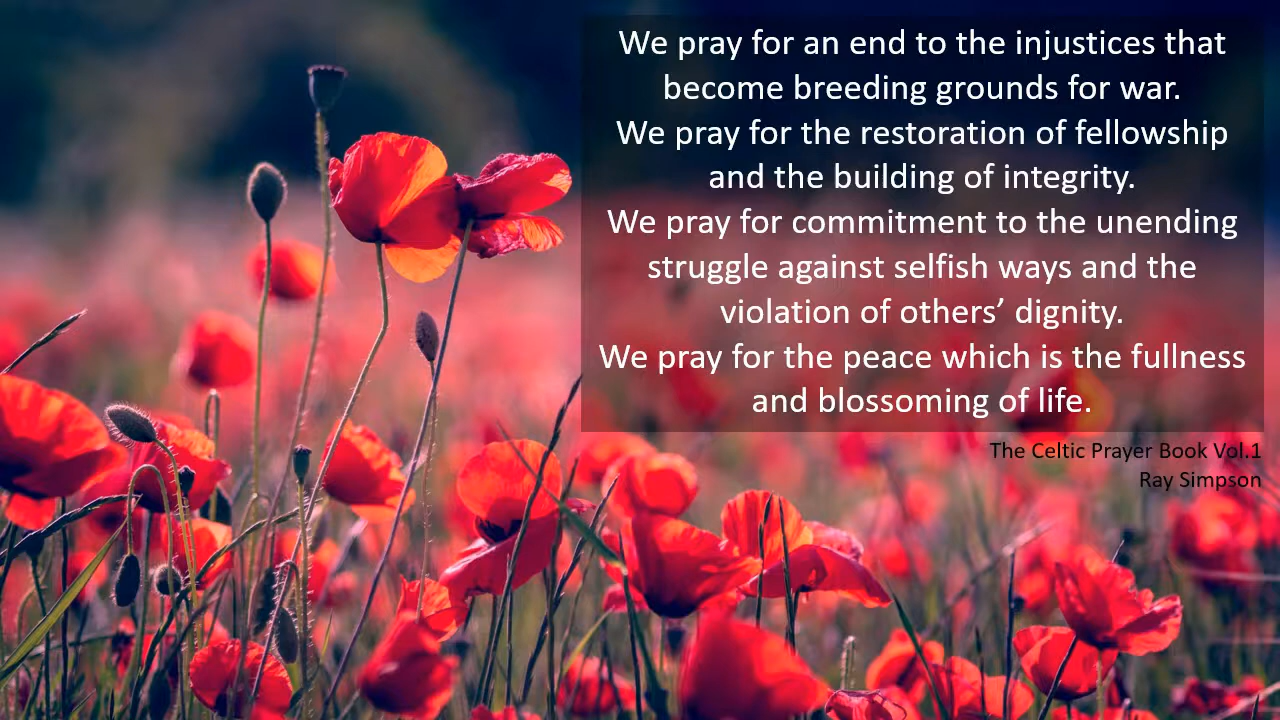 We pray for an end to the injustices that
become breeding grounds for war.
We pray for the restoration of fellowship
and the building of integrity.
We pray for commitment to the unending
struggle against selfish ways and the
violation of others’ dignity.
We pray for the peace which is the fullness
and blossoming of life.
The Celtic Prayer Book Vol.1
Ray Simpson